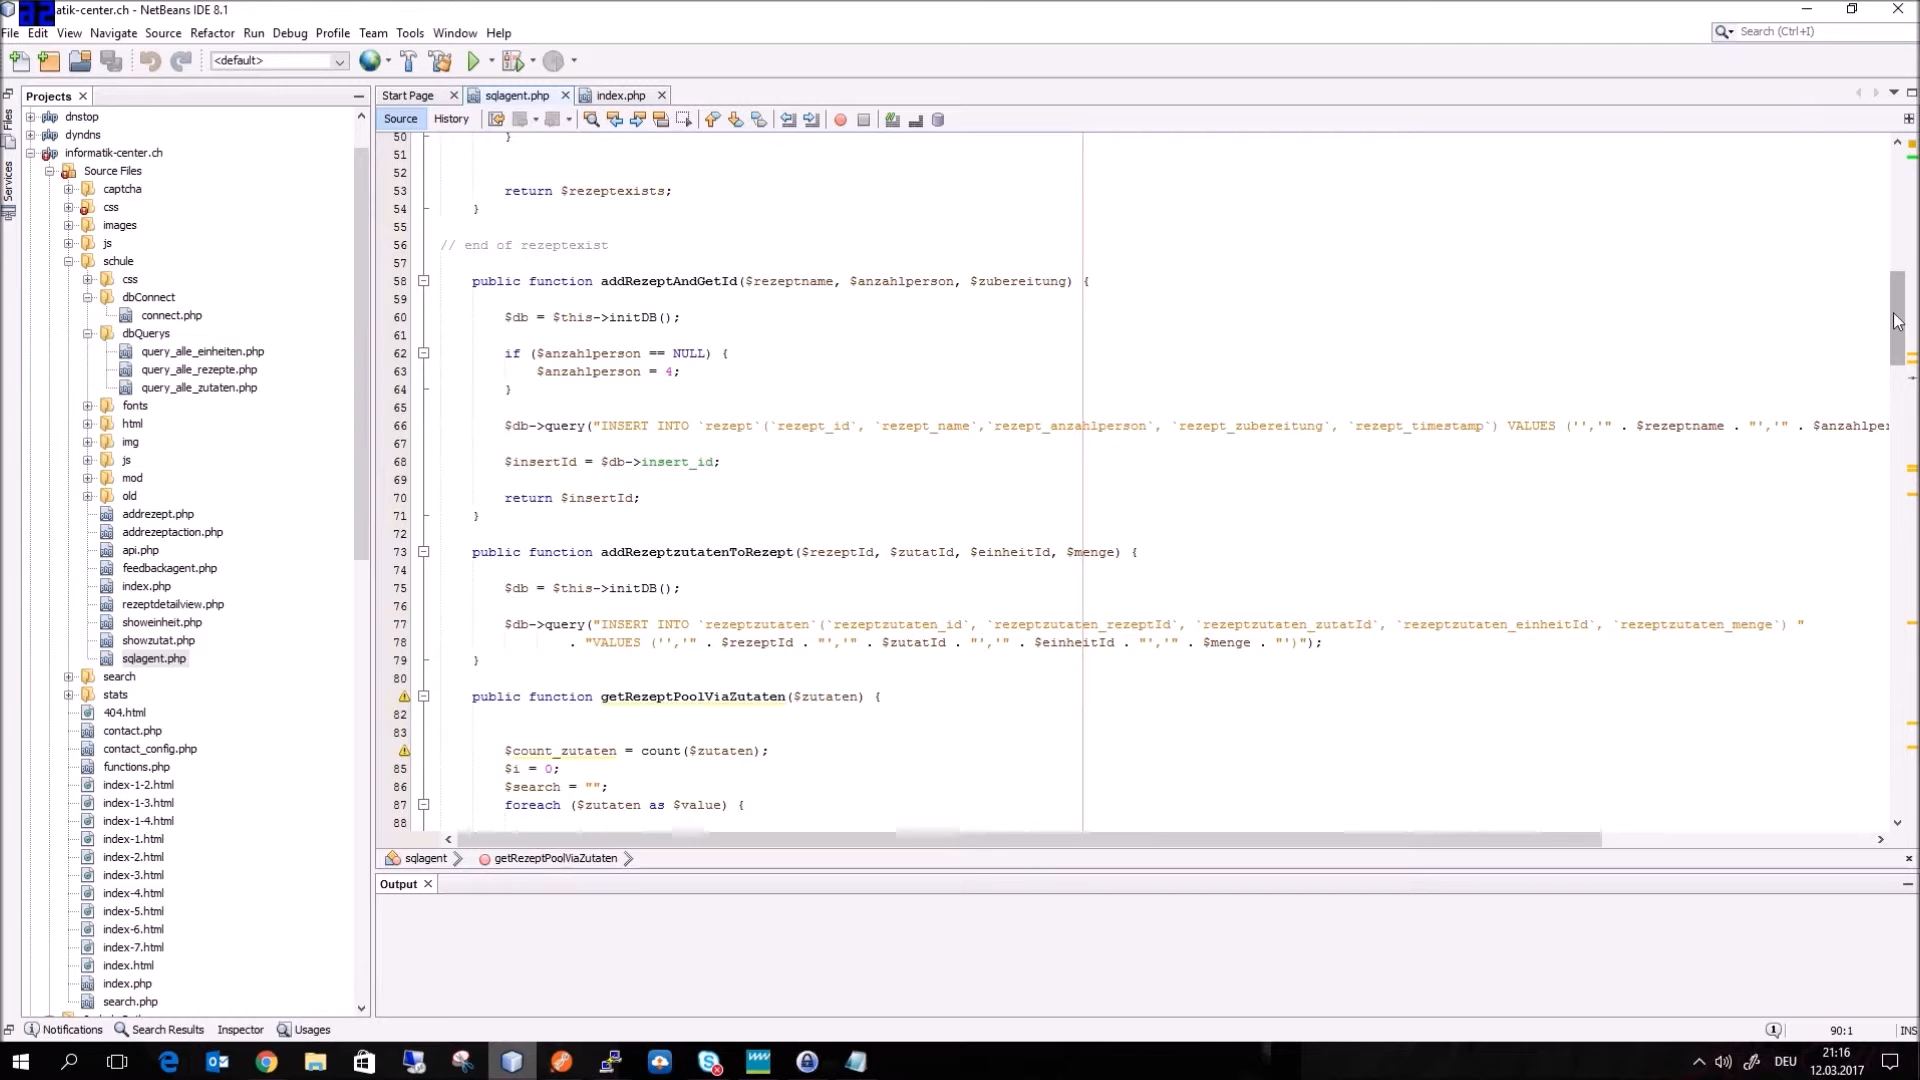 atik-center.ch - NetBeans IDE 8.1
File Edit View Navigate Source Refactor Run Debug Profile Team Tools Window Help
Search (Ctrl+I)
<default>
Projects
Start Page sqlagent.php index.php
Source History
Files
Services
dnstop
dyndns
informatik-center.ch
Source Files
captcha
css
images
js
schule
css
dbConnect
connect.php
dbQuerys
query_alle_einheiten.php
query_alle_rezepte.php
query_alle_zutaten.php
fonts
html
img
js
mod
old
addrezept.php
addrezeptaction.php
api.php
feedbackagent.php
index.php
rezeptdetailview.php
showeinheit.php
showzutat.php
sqlagent.php
search
stats
404.html
contact.php
contact_config.php
functions.php
index-1-2.html
index-1-3.html
index-1-4.html
index-1.html
index-2.html
index-3.html
index-4.html
index-5.html
index-6.html
index-7.html
index.html
index.php
search.php
50 }
51
52
53 return $rezeptexists;
54 }
55
56 // end of rezeptexist
57
58 public function addRezeptAndGetId($rezeptname, $anzahlperson, $zubereitung) {
59
60 $db = $this->initDB();
61
62 if ($anzahlperson == NULL) {
63 $anzahlperson = 4;
64 }
65
66 $db->query("INSERT INTO `rezept`(`rezept_id`, `rezept_name`,`rezept_anzahlperson`, `rezept_zubereitung`, `rezept_timestamp`) VALUES ('','" . $rezeptname . "','" . $anzahlper
67
68 $insertId = $db->insert_id;
69
70 return $insertId;
71 }
72
73 public function addRezeptzutatenToRezept($rezeptId, $zutatId, $einheitId, $menge) {
74
75 $db = $this->initDB();
76
77 $db->query("INSERT INTO `rezeptzutaten`(`rezeptzutaten_id`, `rezeptzutaten_rezeptId`, `rezeptzutaten_zutatId`, `rezeptzutaten_einheitId`, `rezeptzutaten_menge`) "
78 . "VALUES ('','" . $rezeptId . "','" . $zutatId . "','" . $einheitId . "','" . $menge . "')");
79 }
80
public function getRezeptPoolViaZutaten($zutaten) {
82
83
$count_zutaten = count($zutaten);
85 $i = 0;
86 $search = "";
87 foreach ($zutaten as $value) {
88
sqlagent getRezeptPoolViaZutaten
Output
Notifications Search Results Inspector Usages
90:1 INS
DEU
21:16
12.03.2017